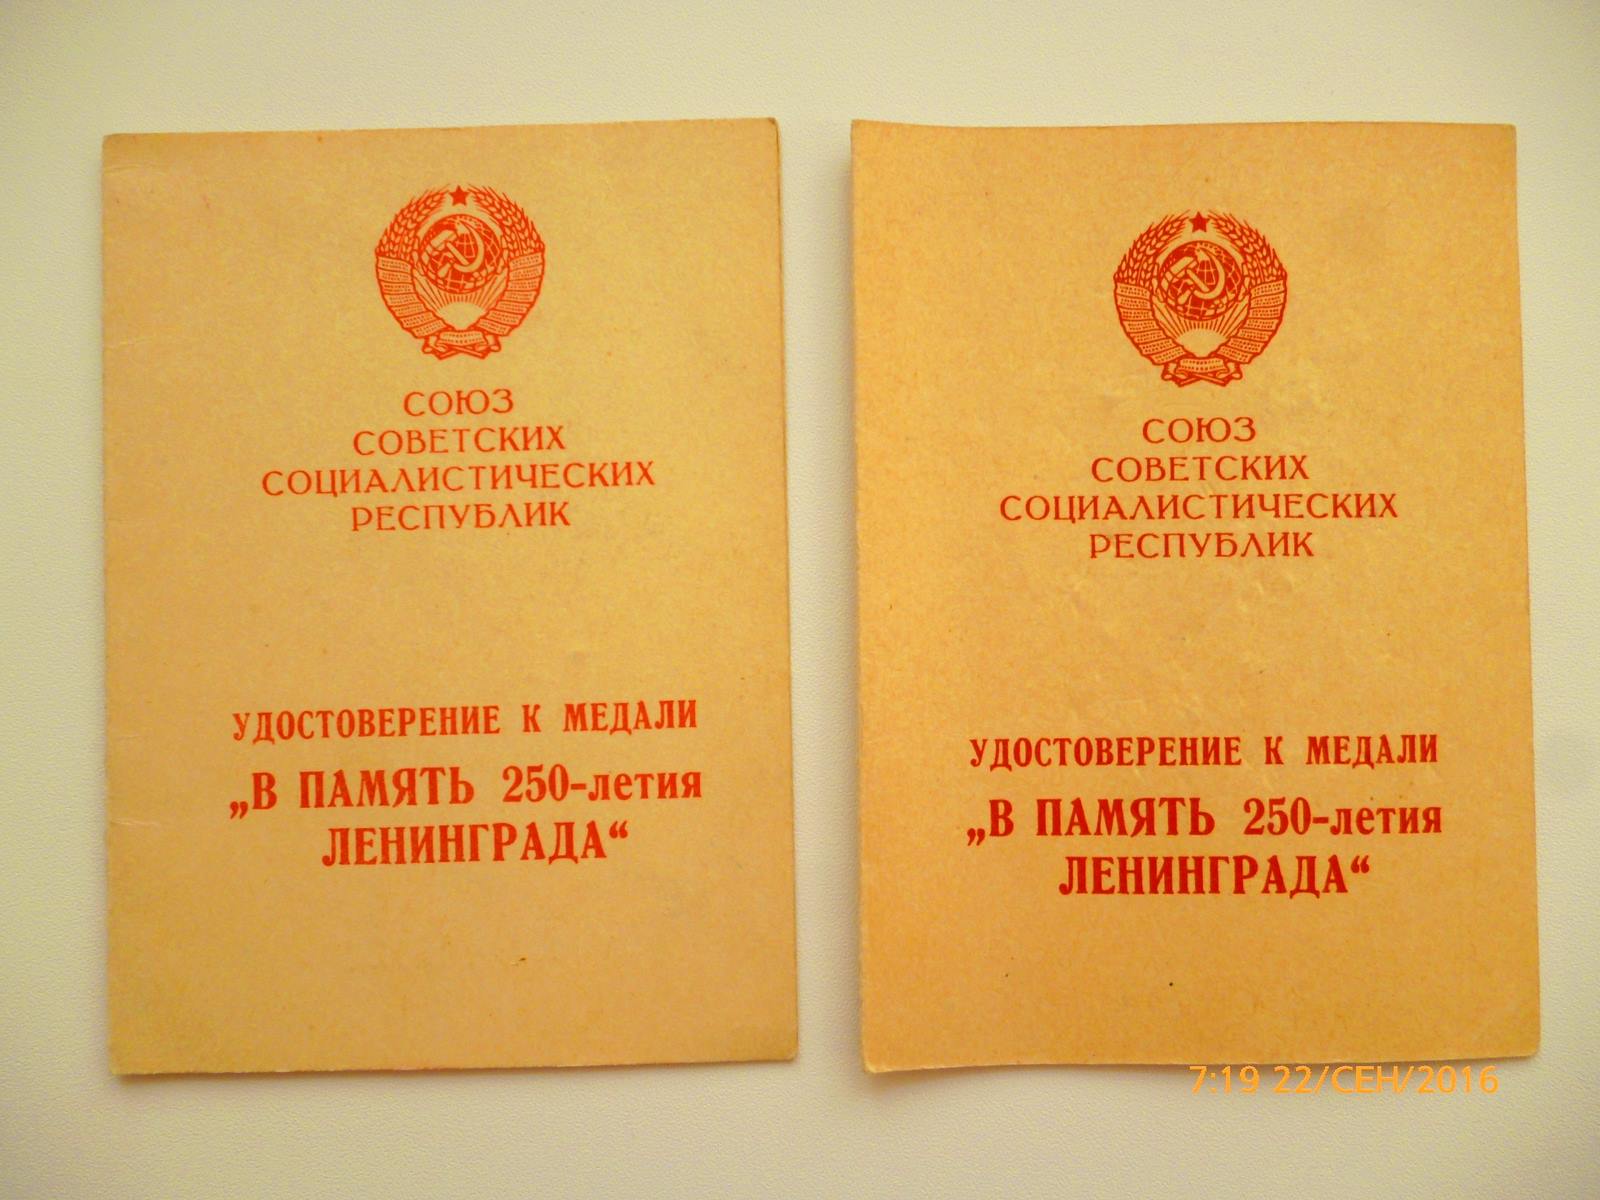 СОЮЗ
СОВЕТСКИХ
СОЦИАЛИСТИЧЕСКИХ
РЕСПУБЛИК
УДОСТОВЕРЕНИЕ К МЕДАЛИ
„В ПАМЯТЬ 250-летия
ЛЕНИНГРАДА“
СОЮЗ
СОВЕТСКИХ
СОЦИАЛИСТИЧЕСКИХ
РЕСПУБЛИК
УДОСТОВЕРЕНИЕ К МЕДАЛИ
„В ПАМЯТЬ 250-летия
ЛЕНИНГРАДА“
7:19 22/СЕН/2016